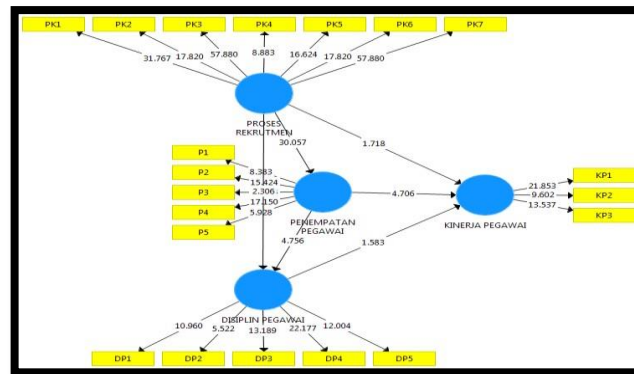 PK1 PK2 PK3 PK4 PK5 PK6 PK7
31.767 17.820 57.880 8.883 16.624 17.820 57.880
PROSES
REKRUTMEN
30.057
1.718
P1
P2
P3
P4
P5
8.383
15.424
2.306
17.150
5.928
PENEMPATAN
PEGAWAI
4.706
4.756
1.583
KINERJA PEGAWAI
21.853
9.602
13.537
KP1
KP2
KP3
DISIPLIN PEGAWAI
10.960 5.522 13.189 22.177 12.004
DP1 DP2 DP3 DP4 DP5